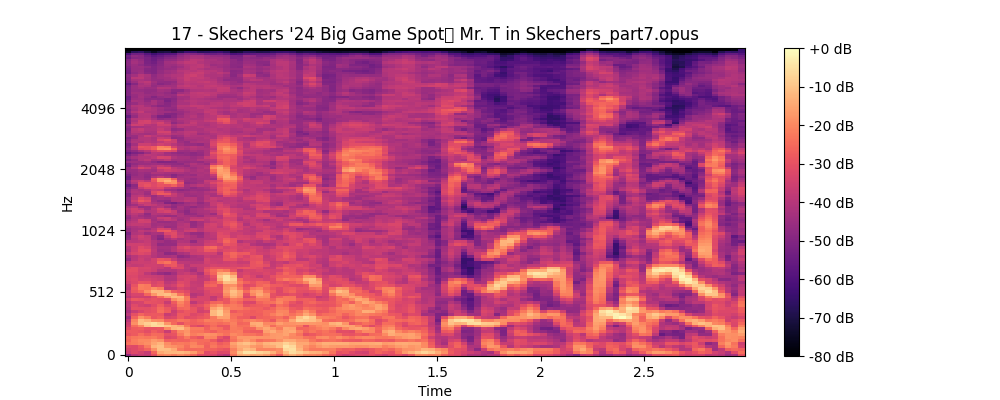 17 - Skechers '24 Big Game Spot Mr. T in Skechers_part7.opus
4096
2048
1024
512
0
Hz
0
0.5
1
1.5
2
2.5
Time
+0 dB
-10 dB
-20 dB
-30 dB
-40 dB
-50 dB
-60 dB
-70 dB
-80 dB